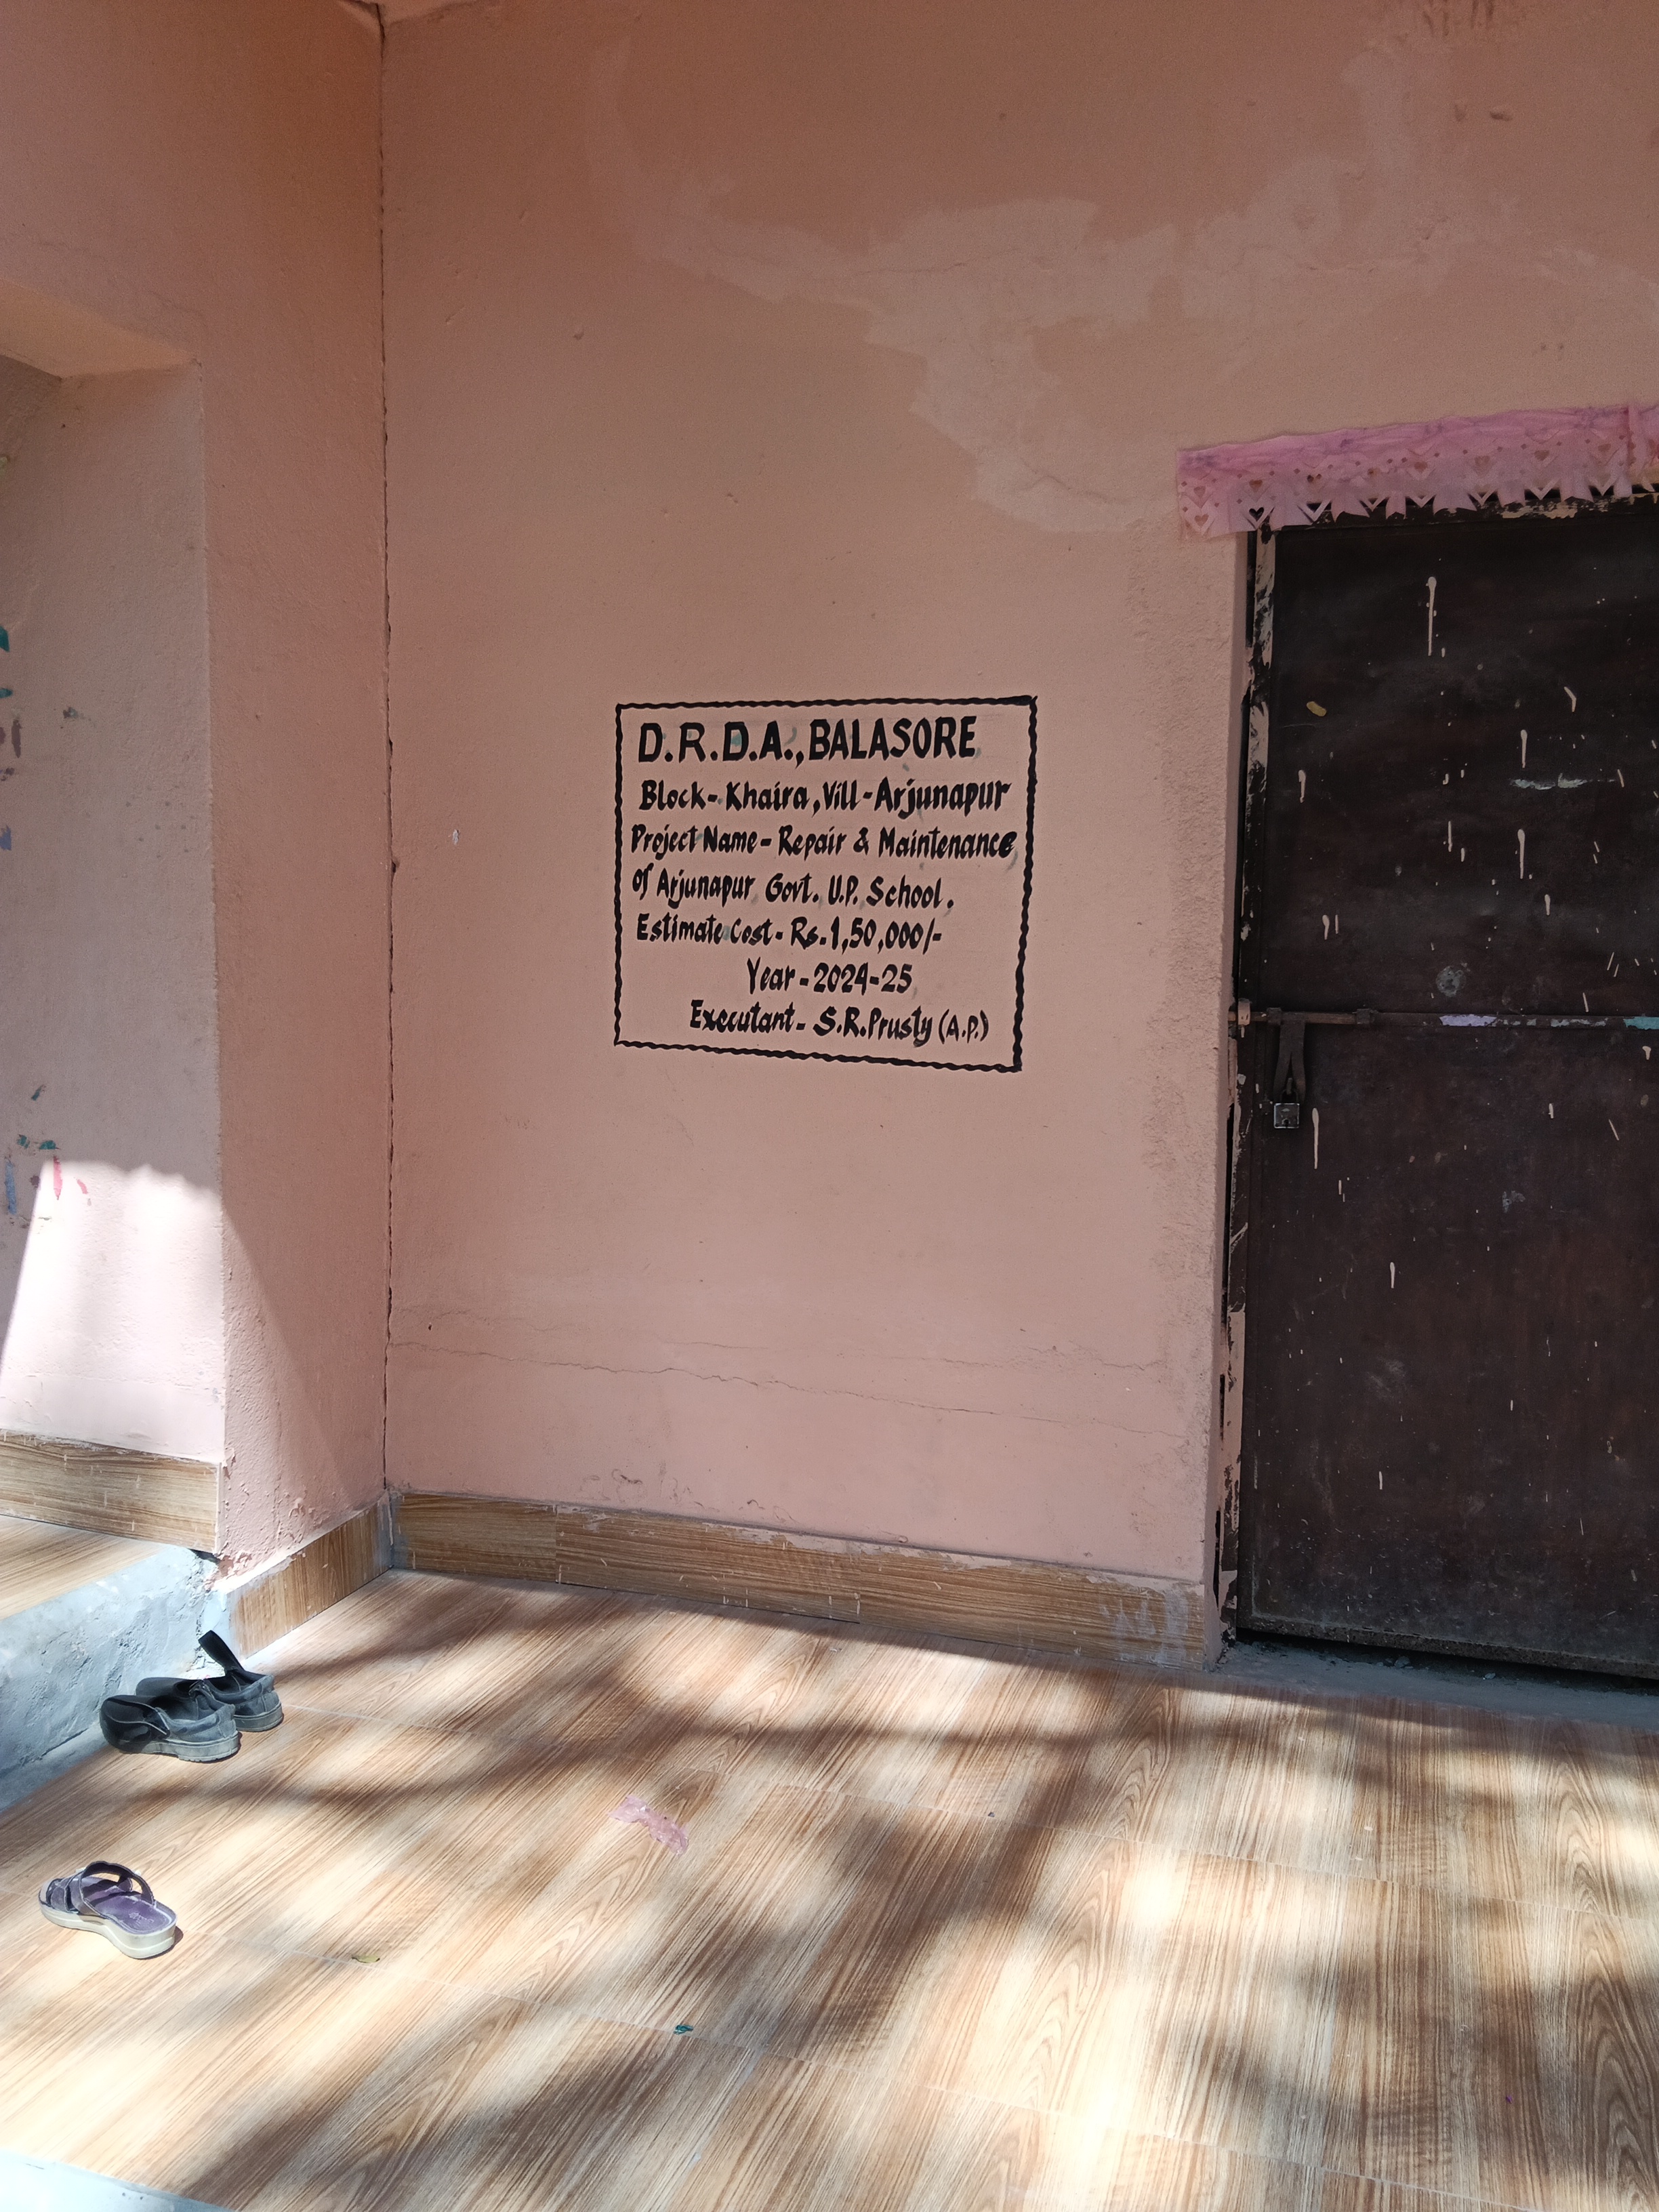 D.R.D.A., BALASORE
Block- Khaira, Vill-Arjunapur
Project Name- Repair & Maintenance
of Arjunapur Govt. U.P. School.
Estimate Cost- Rs.1,50,000/-
Year-2024-25
Executant- S.R.Prusty (A.P.)